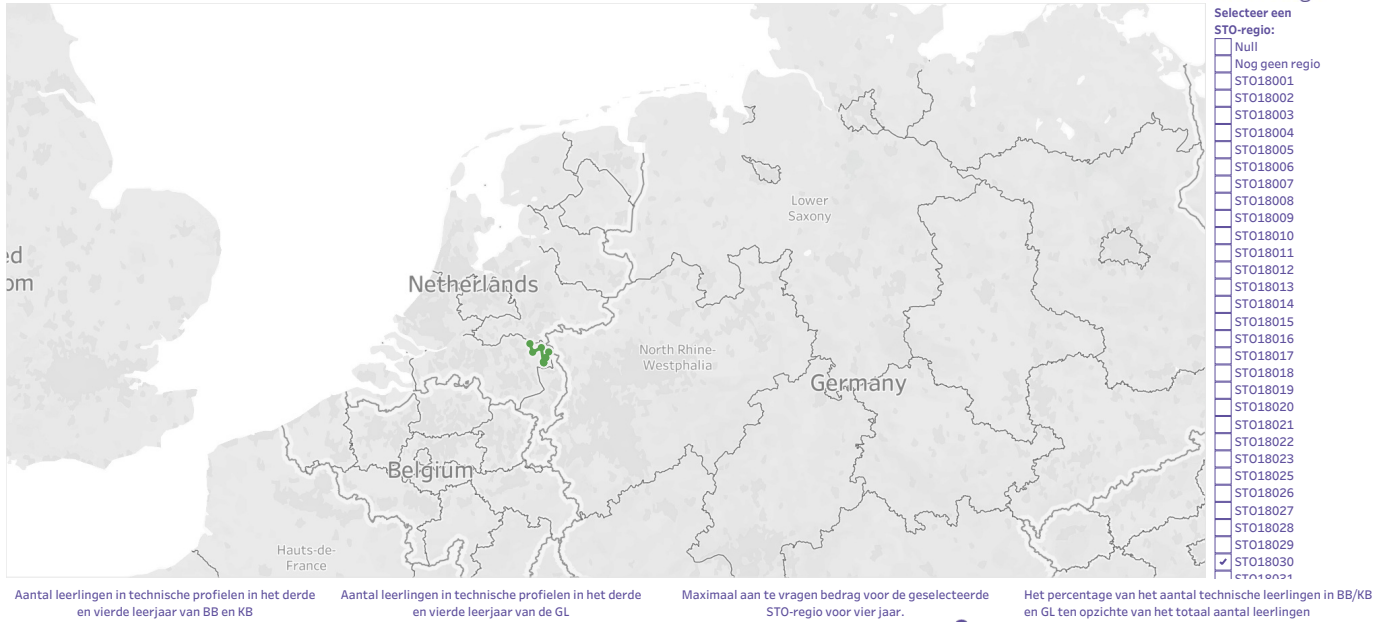 Selecteer een
STO-regio:
Null
Nog geen regio
STO18001
STO18002
STO18003
STO18004
STO18005
STO18006
STO18007
STO18008
STO18009
STO18010
STO18011
STO18012
STO18013
STO18014
STO18015
STO18016
STO18017
STO18018
STO18019
STO18020
STO18021
STO18022
STO18023
STO18025
STO18026
STO18027
STO18028
STO18029
STO18030
STO18031
Lower
Saxony
ed
om
Netherlands
North Rhine-
Westphalia
Germany
Belgium
Hauts-de-
France
Aantal leerlingen in technische profielen in het derde
en vierde leerjaar van BB en KB
Aantal leerlingen in technische profielen in het derde
en vierde leerjaar van de GL
Maximaal aan te vragen bedrag voor de geselecteerde
STO-regio voor vier jaar.
Het percentage van het aantal technische leerlingen in BB/KB
en GL ten opzichte van het totaal aantal leerlingen